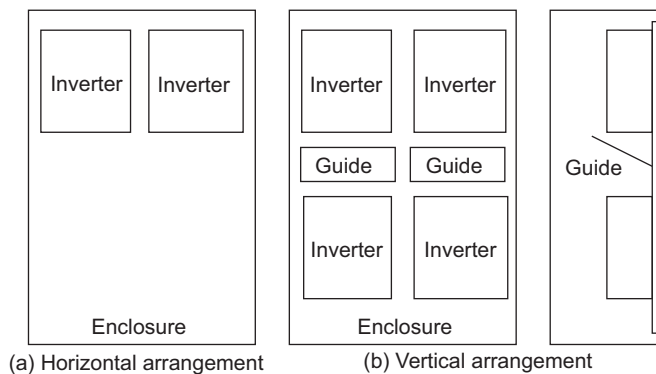 Inverter Inverter
Enclosure
(a) Horizontal arrangement
Inverter Inverter
Guide Guide
Inverter Inverter
Enclosure
(b) Vertical arrangement
Guide